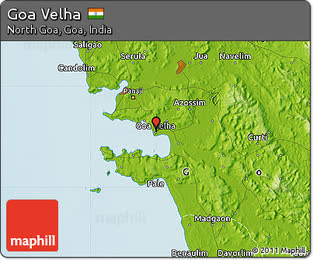 Goa Velha
North Goa, Goa, India
Saligao
Serula
Jua
Navelim
Candolim
Panaji
Azossim
Goa Velha
Curti
G
Pale
Madgaon
Benaulim
Davorlim
maphill
© 2011 Maphill